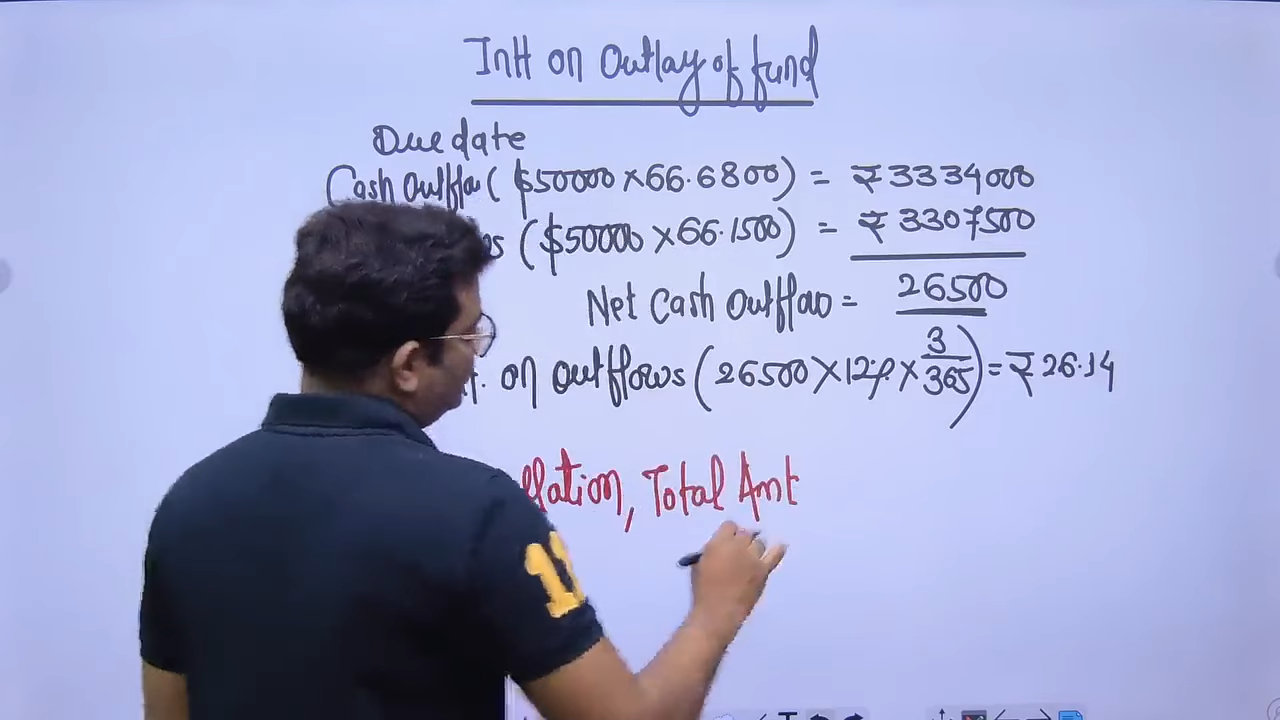 Intt on Outlay of fund
Due date
Cash outflow ($50000 × 66.6800) = ₹3334000
($50000 × 66.1500) = ₹3307500
Net Cash Outflow = 26500
on outflows (26500 × 12% × 3/365) = ₹26.14
Total Amt